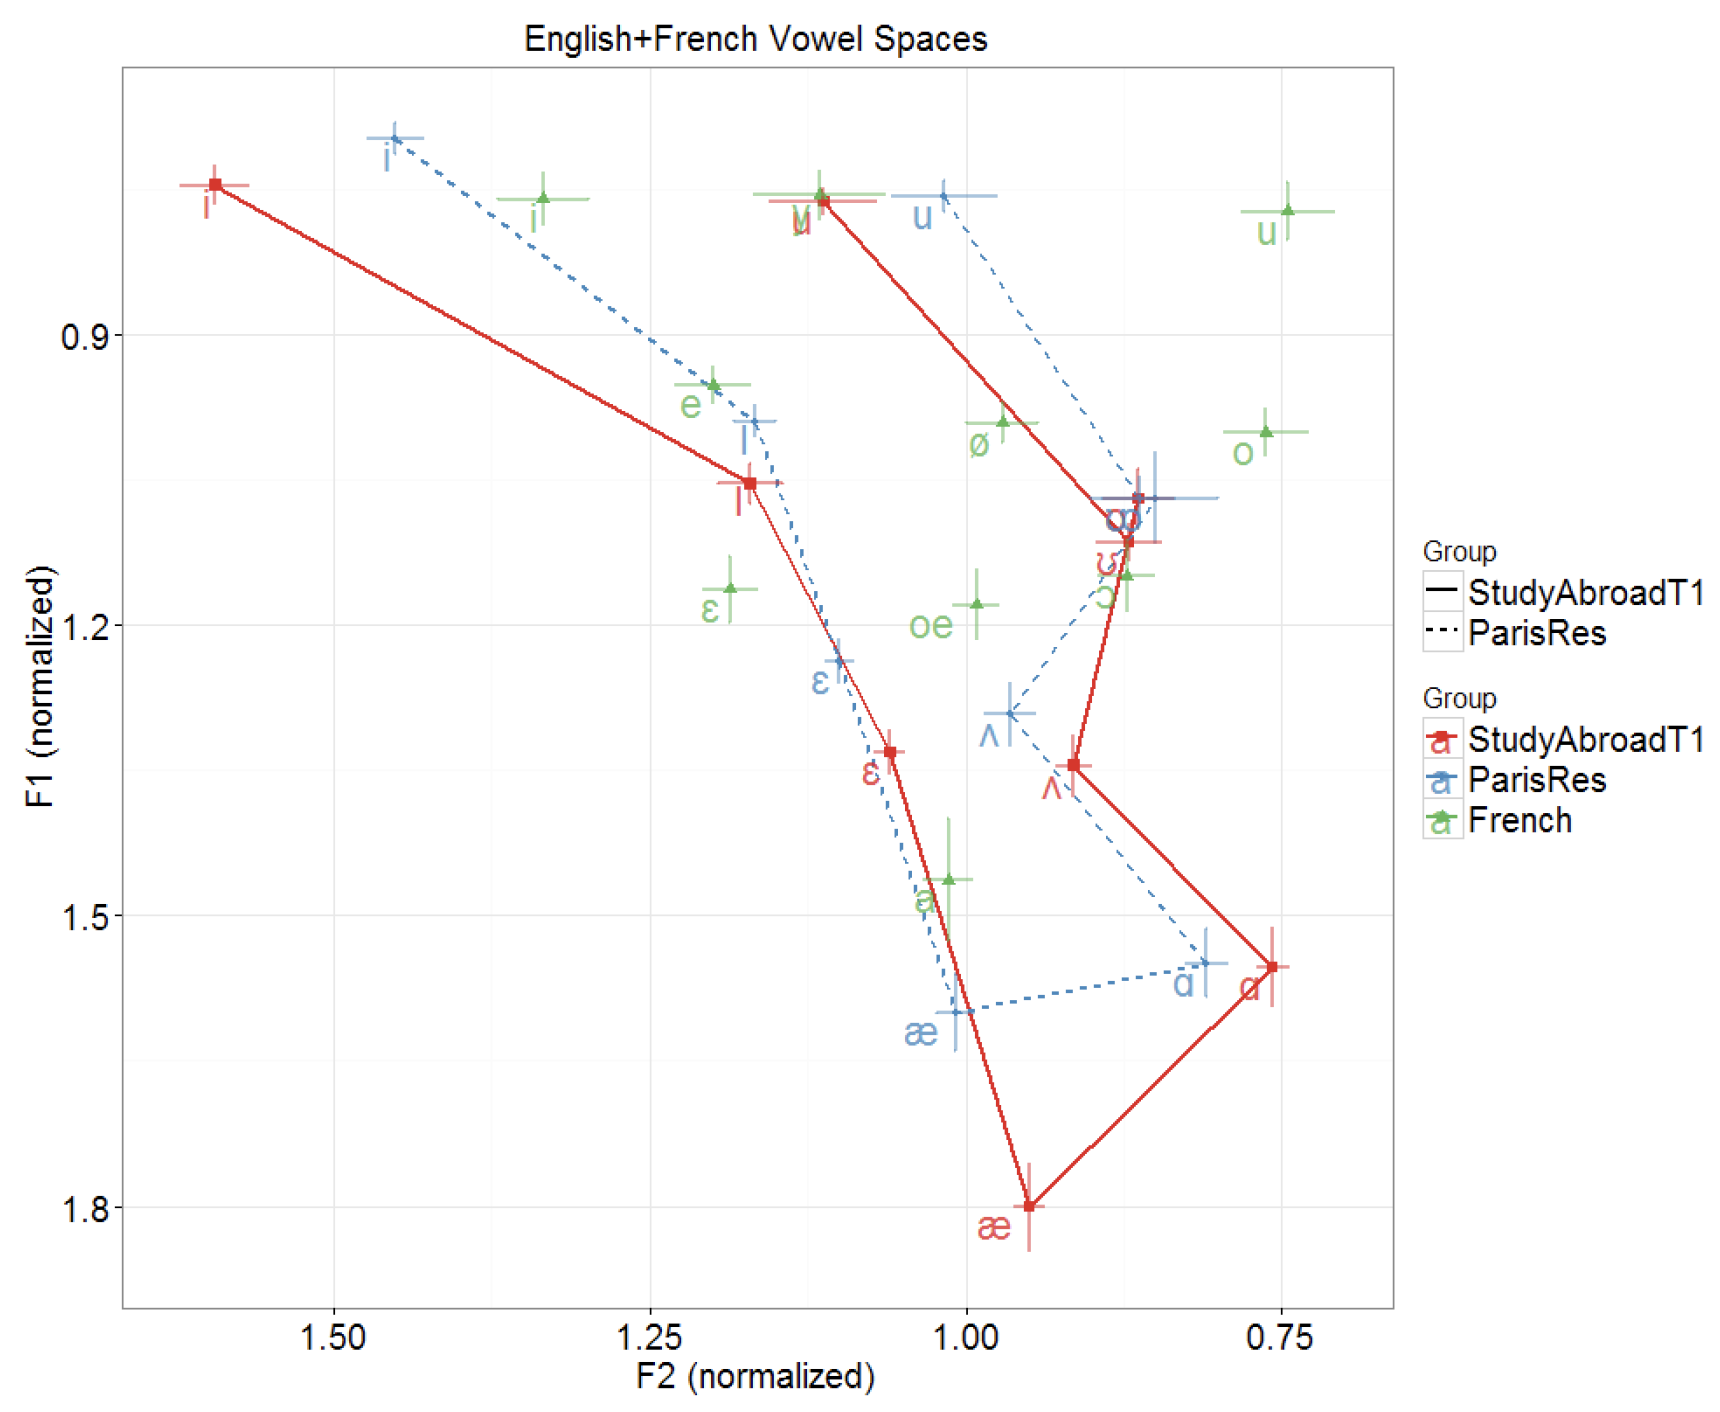 English+French Vowel Spaces
i
i
i
y
u
u
u
0.9
e
I
ø
o
I
o
ʊ
ʊ
ɛ
oe
ɔ
1.2
ɛ
ʌ
ɛ
ʌ
a
1.5
ɑ
ɑ
æ
1.8
æ
1.50 1.25 1.00 0.75
F2 (normalized)
F1 (normalized)
Group
StudyAbroadT1
ParisRes
Group
a StudyAbroadT1
a ParisRes
a French